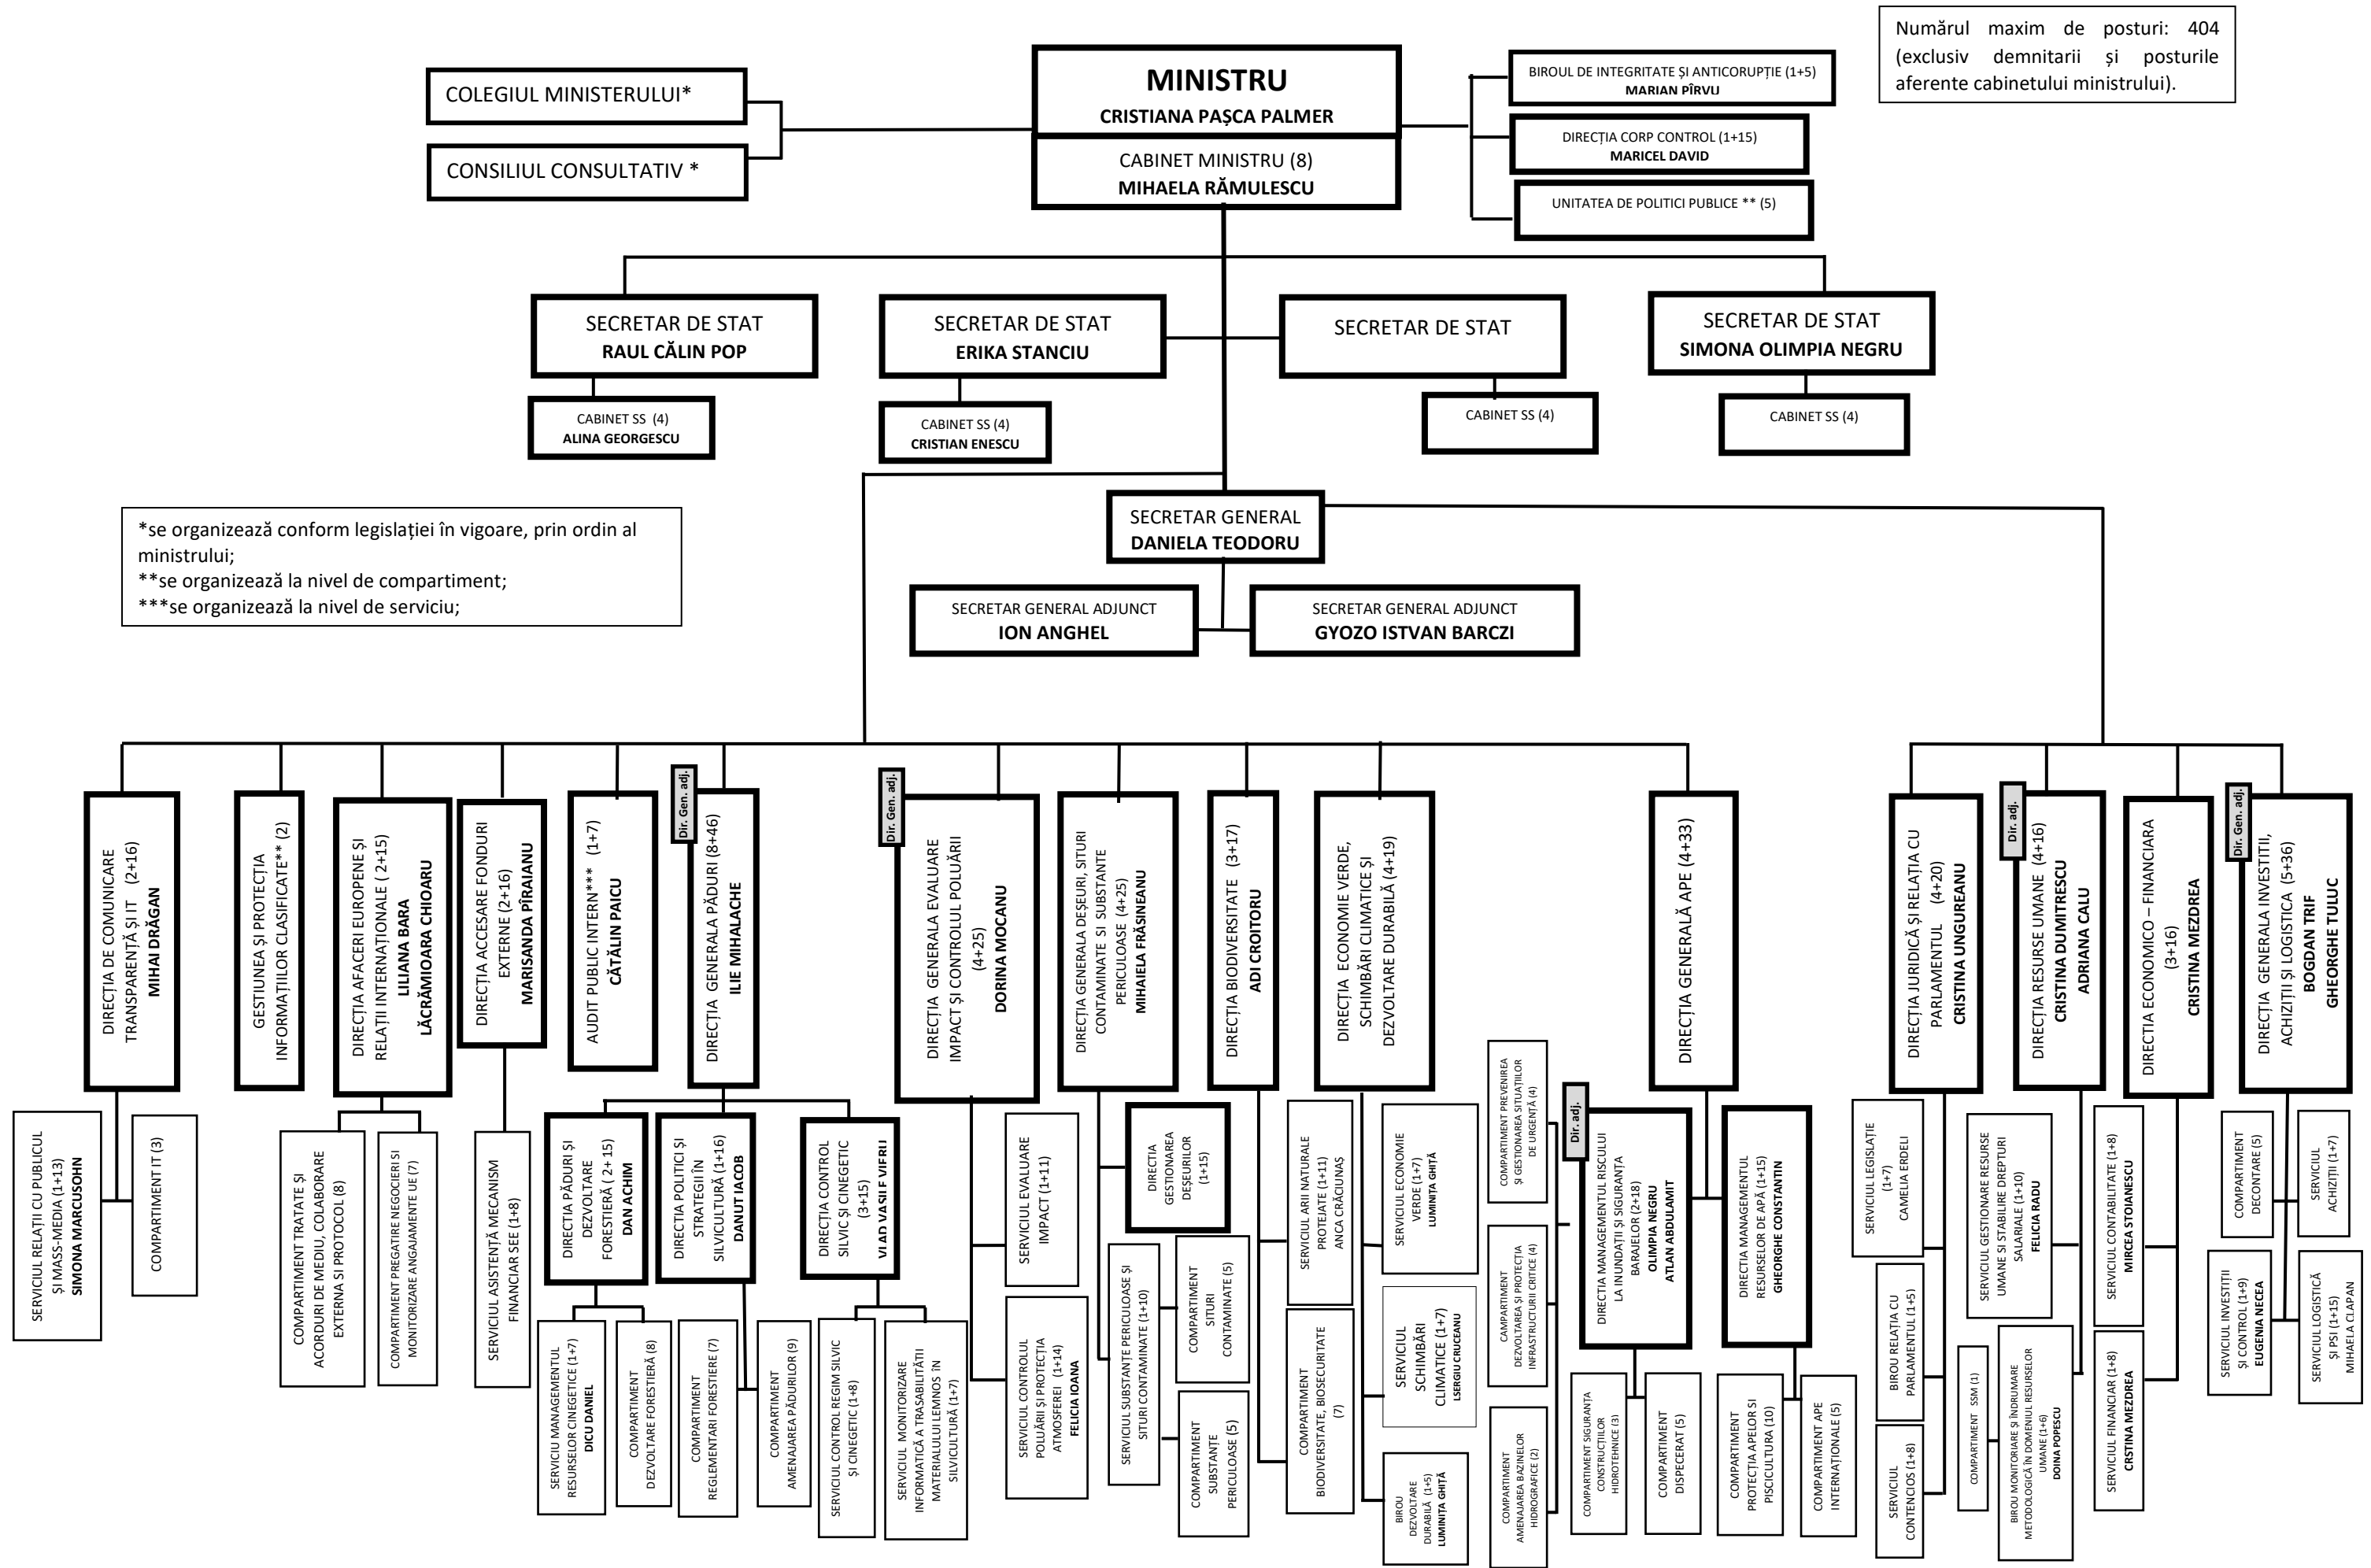 Numărul maxim de posturi: 404
(exclusiv demnitarii și posturile
aferente cabinetului ministrului).
MINISTRU
CRISTIANA PAȘCA PALMER
CABINET MINISTRU (8)
MIHAELA RĂMULESCU
COLEGIUL MINISTERULUI*
CONSILIUL CONSULTATIV *
BIROUL DE INTEGRITATE ȘI ANTICORUPȚIE (1+5)
MARIAN PÎRVU
DIRECȚIA CORP CONTROL (1+15)
MARICEL DAVID
UNITATEA DE POLITICI PUBLICE ** (5)
SECRETAR DE STAT
RAUL CĂLIN POP
SECRETAR DE STAT
ERIKA STANCIU
SECRETAR DE STAT
SECRETAR DE STAT
SIMONA OLIMPIA NEGRU
CABINET SS (4)
ALINA GEORGESCU
CABINET SS (4)
CRISTIAN ENESCU
CABINET SS (4)
CABINET SS (4)
*se organizează conform legislației în vigoare, prin ordin al
ministrului;
**se organizează la nivel de compartiment;
***se organizează la nivel de serviciu;
SECRETAR GENERAL
DANIELA TEODORU
SECRETAR GENERAL ADJUNCT
ION ANGHEL
SECRETAR GENERAL ADJUNCT
GYOZO ISTVAN BARCZI
DIRECȚIA DE COMUNICARE
TRANSPARENȚĂ ȘI IT (2+16)
MIHAI DRĂGAN
GESTIUNEA ȘI PROTECȚIA
INFORMAȚIILOR CLASIFICATE** (2)
DIRECȚIA AFACERI EUROPENE ȘI
RELAȚII INTERNAȚIONALE ( 2+15)
LILIANA BARA
LĂCRĂMIOARA CHIOARU
DIRECȚIA ACCESARE FONDURI
EXTERNE (2+16)
MARISANDA PÎRAIANU
AUDIT PUBLIC INTERN*** (1+7)
CĂTĂLIN PAICU
Dir. Gen. adj.
DIRECȚIA GENERALA PĂDURI (8+46)
ILIE MIHALACHE
Dir. Gen. adj.
DIRECȚIA GENERALA EVALUARE
IMPACT ȘI CONTROLUL POLUĂRII
(4+25)
DORINA MOCANU
DIRECȚIA GENERALA DEȘEURI, SITURI
CONTAMINATE SI SUBSTANTE
PERICULOASE (4+25)
MIHAIELA FRĂSINEANU
DIRECȚIA BIODIVERSITATE (3+17)
ADI CROITORU
DIRECȚIA ECONOMIE VERDE,
SCHIMBĂRI CLIMATICE ȘI
DEZVOLTARE DURABILĂ (4+19)
DIRECȚIA GENERALĂ APE (4+33)
DIRECȚIA JURIDICĂ ȘI RELAȚIA CU
PARLAMENTUL (4+20)
CRISTINA UNGUREANU
Dir. adj.
DIRECȚIA RESURSE UMANE (4+16)
CRISTINA DUMITRESCU
ADRIANA CALU
DIRECTIA ECONOMICO – FINANCIARA
(3+16)
CRISTINA MEZDREA
Dir. Gen. adj.
DIRECȚIA GENERALA INVESTITII,
ACHIZIȚII ȘI LOGISTICA (5+36)
BOGDAN TRIF
GHEORGHE TULUC
SERVICIUL RELAȚII CU PUBLICUL
ȘI MASS-MEDIA (1+13)
SIMONA MARCUSOHN
COMPARTIMENT IT (3)
COMPARTIMENT TRATATE ȘI
ACORDURI DE MEDIU, COLABORARE
EXTERNA SI PROTOCOL (8)
COMPARTIMENT PREGATIRE NEGOCIERI SI
MONITORIZARE ANGAJAMENTE UE (7)
SERVICIUL ASISTENȚĂ MECANISM
FINANCIAR SEE (1+8)
DIRECTIA PĂDURI ȘI
DEZVOLTARE
FORESTIERĂ ( 2+ 15)
DAN ACHIM
DIRECTIA POLITICI ȘI
STRATEGII ÎN
SILVICULTURĂ (1+16)
DANUT IACOB
DIRECȚIA CONTROL
SILVIC ȘI CINEGETIC
(3+15)
VLAD VASILE VIFRIJ
SERVICIU MANAGEMENTUL
RESURSELOR CINEGETICE (1+7)
DICU DANIEL
COMPARTIMENT
DEZVOLTARE FORESTIERĂ (8)
COMPARTIMENT
REGLEMENTARI FORESTIERE (7)
COMPARTIMENT
AMENAJAREA PĂDURILOR (9)
SERVICIUL CONTROL REGIM SILVIC
ȘI CINEGETIC (1+8)
SERVICIUL MONITORIZARE
INFORMATICĂ A TRASABILITĂTII
MATERIALULUI LEMNOS ÎN
SILVICULTURĂ (1+7)
SERVICIUL EVALUARE
IMPACT (1+11)
SERVICIUL CONTROLUL
POLUĂRII ȘI PROTECȚIA
ATMOSFEREI (1+14)
FELICIA IOANA
DIRECTIA
GESTIONAREA
DEȘEURILOR
(1+15)
SERVICIUL SUBSTANȚE PERICULOASE ȘI
SITURI CONTAMINATE (1+10)
COMPARTIMENT
SITURI
CONTAMINATE (5)
COMPARTIMENT
SUBSTANȚE
PERICULOASE (5)
SERVICIUL ARII NATURALE
PROTEJATE (1+11)
ANCA CRĂCIUNAȘ
COMPARTIMENT
BIODIVERSITATE, BIOSECURITATE
(7)
SERVICIUL ECONOMIE
VERDE (1+7)
LUMINIȚA GHIȚĂ
SERVICIUL
SCHIMBĂRI
CLIMATICE (1+7)
LSERGIU CRUCEANU
BIROU
DEZVOLTARE
DURABILĂ (1+5)
LUMINIȚA GHIȚĂ
COMPARTIMENT PREVENIREA
ȘI GESTIONAREA SITUAȚIILOR
DE URGENȚĂ (4)
CAMPARTIMENT
DEZVOLTAREA ȘI PROTECȚIA
INFRASTRUCTURII CRITICE (4)
COMPARTIMENT
AMENAJAREA BAZINELOR
HIDROGRAFICE (2)
Dir. adj.
DIRECTIA MANAGEMENTUL RISCULUI
LA INUNDAȚII ȘI SIGURANȚA
BARAJELOR (2+18)
OLIMPIA NEGRU
ATLAN ABDULAMIT
DIRECTIA MANAGEMENTUL
RESURSELOR DE APĂ (1+15)
GHEORGHE CONSTANTIN
COMPARTIMENT SIGURANȚA
CONSTRUCȚIILOR
HIDROTEHNICE (3)
COMPARTIMENT
DISPECERAT (5)
COMPARTIMENT
PROTECȚIA APELOR SI
PISCICULTURA (10)
COMPARTIMENT APE
INTERNAȚIONALE (5)
SERVICIUL LEGISLAȚIE
(1+7)
CAMELIA ERDELI
BIROU RELAȚIA CU
PARLAMENTUL (1+5)
SERVICIUL
CONTENCIOS (1+8)
SERVICIUL GESTIONARE RESURSE
UMANE SI STABILIRE DREPTURI
SALARIALE (1+10)
FELICIA RADU
COMPARTIMENT SSM (1)
BIROU MONITORIARE ȘI ÎNDRUMARE
METODOLOGICĂ ÎN DOMENIUL RESURSELOR
UMANE (1+6)
DOINA POPESCU
SERVICIUL CONTABILITATE (1+8)
MIRCEA STOIANESCU
SERVICIUL FINANCIAR (1+8)
CRSTINA MEZDREA
COMPARTIMENT
DECONTARE (5)
SERVICIUL
ACHIZIȚII (1+7)
SERVICIUL INVESTIȚII
ȘI CONTROL (1+9)
EUGENIA NECEA
SERVICIUL LOGISTICĂ
ȘI PSI (1+15)
MIHAELA CLAPAN